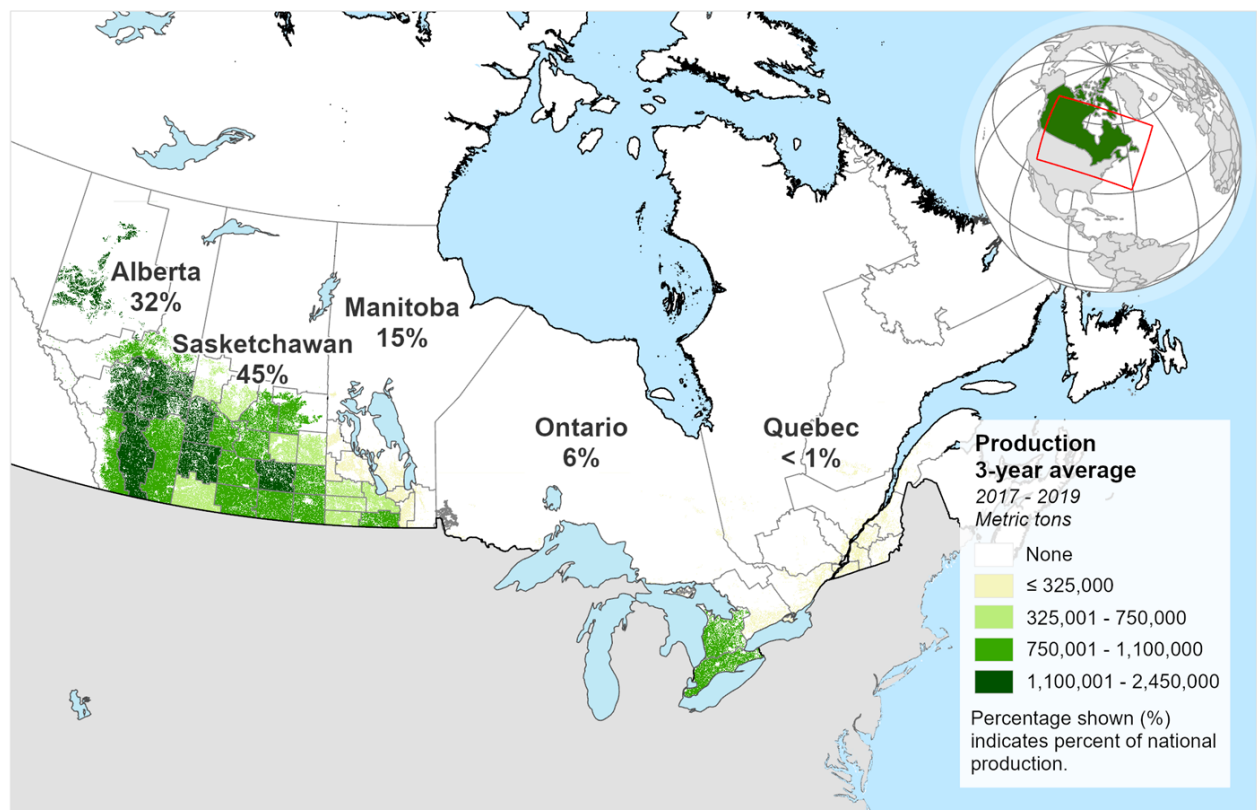 Alberta
32%
Sasketchawan
45%
Manitoba
15%
Ontario
6%
Quebec
< 1%
Production
3-year average
2017 - 2019
Metric tons
None
≤ 325,000
325,001 - 750,000
750,001 - 1,100,000
1,100,001 - 2,450,000
Percentage shown (%)
indicates percent of national
production.